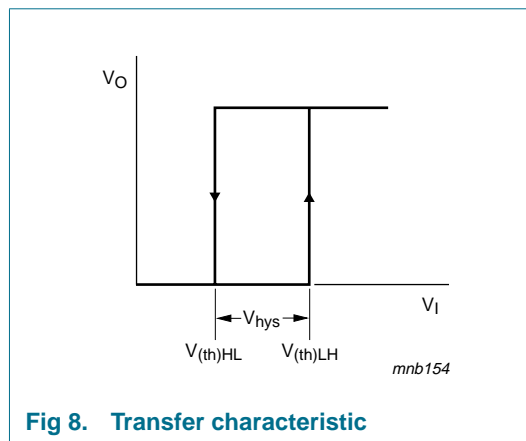 VO
VI
Vhys
V(th)HL V(th)LH
mnb154
Fig 8. Transfer characteristic